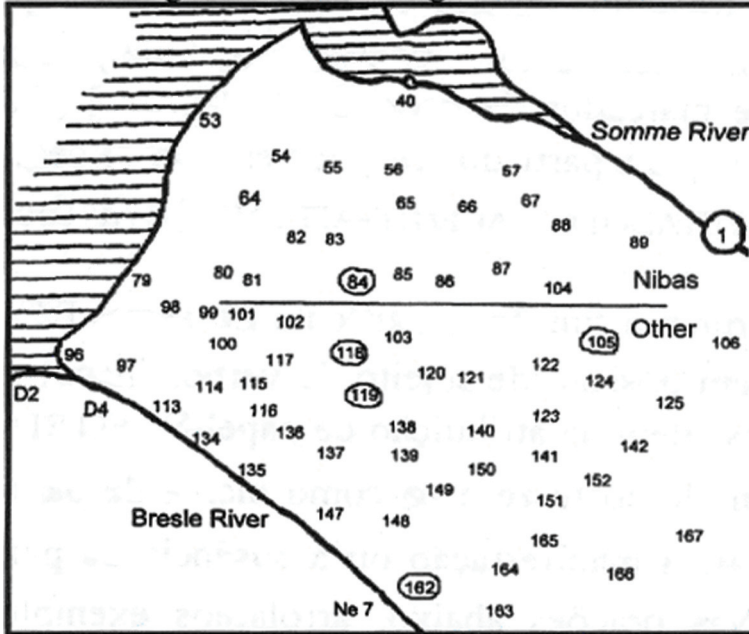 40
53
Somme River
54 55 56 57
64 65 66 67
88
82 83 89 1
79 80 81 84 85 86 87 104 Nibas
98 99 101 102 Other
96 97 100 117 118 103 105 106
120 121 122 124
D2 D4 113 114 115 116 119 123 125
134 136 138 140 142
135 137 139 141
150 152
149 151
Bresle River 147 148
165 167
162 164 166
Ne 7 163